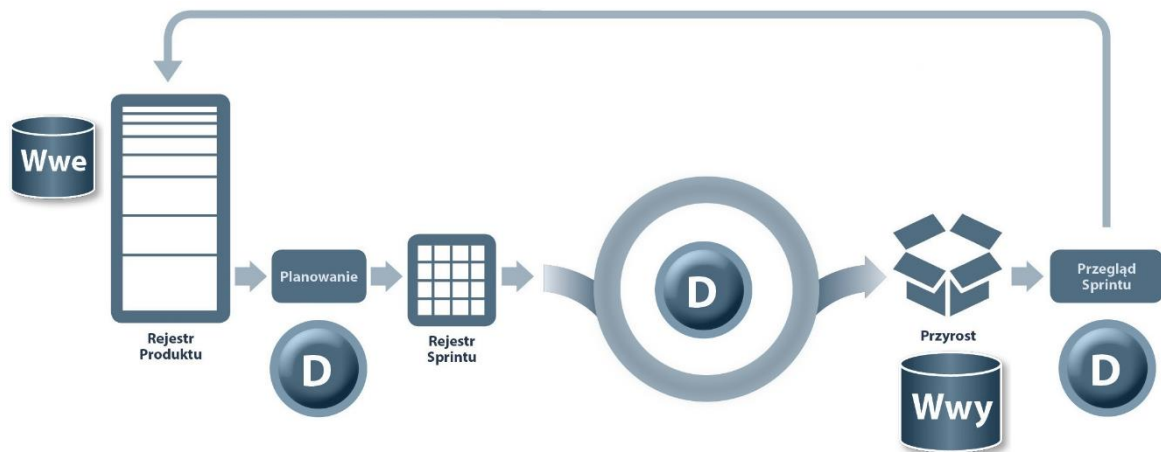 Wwe
Rejestr
Produktu
Planowanie
D
Rejestr
Sprintu
D
Przyrost
Wwy
Przegląd
Sprintu
D